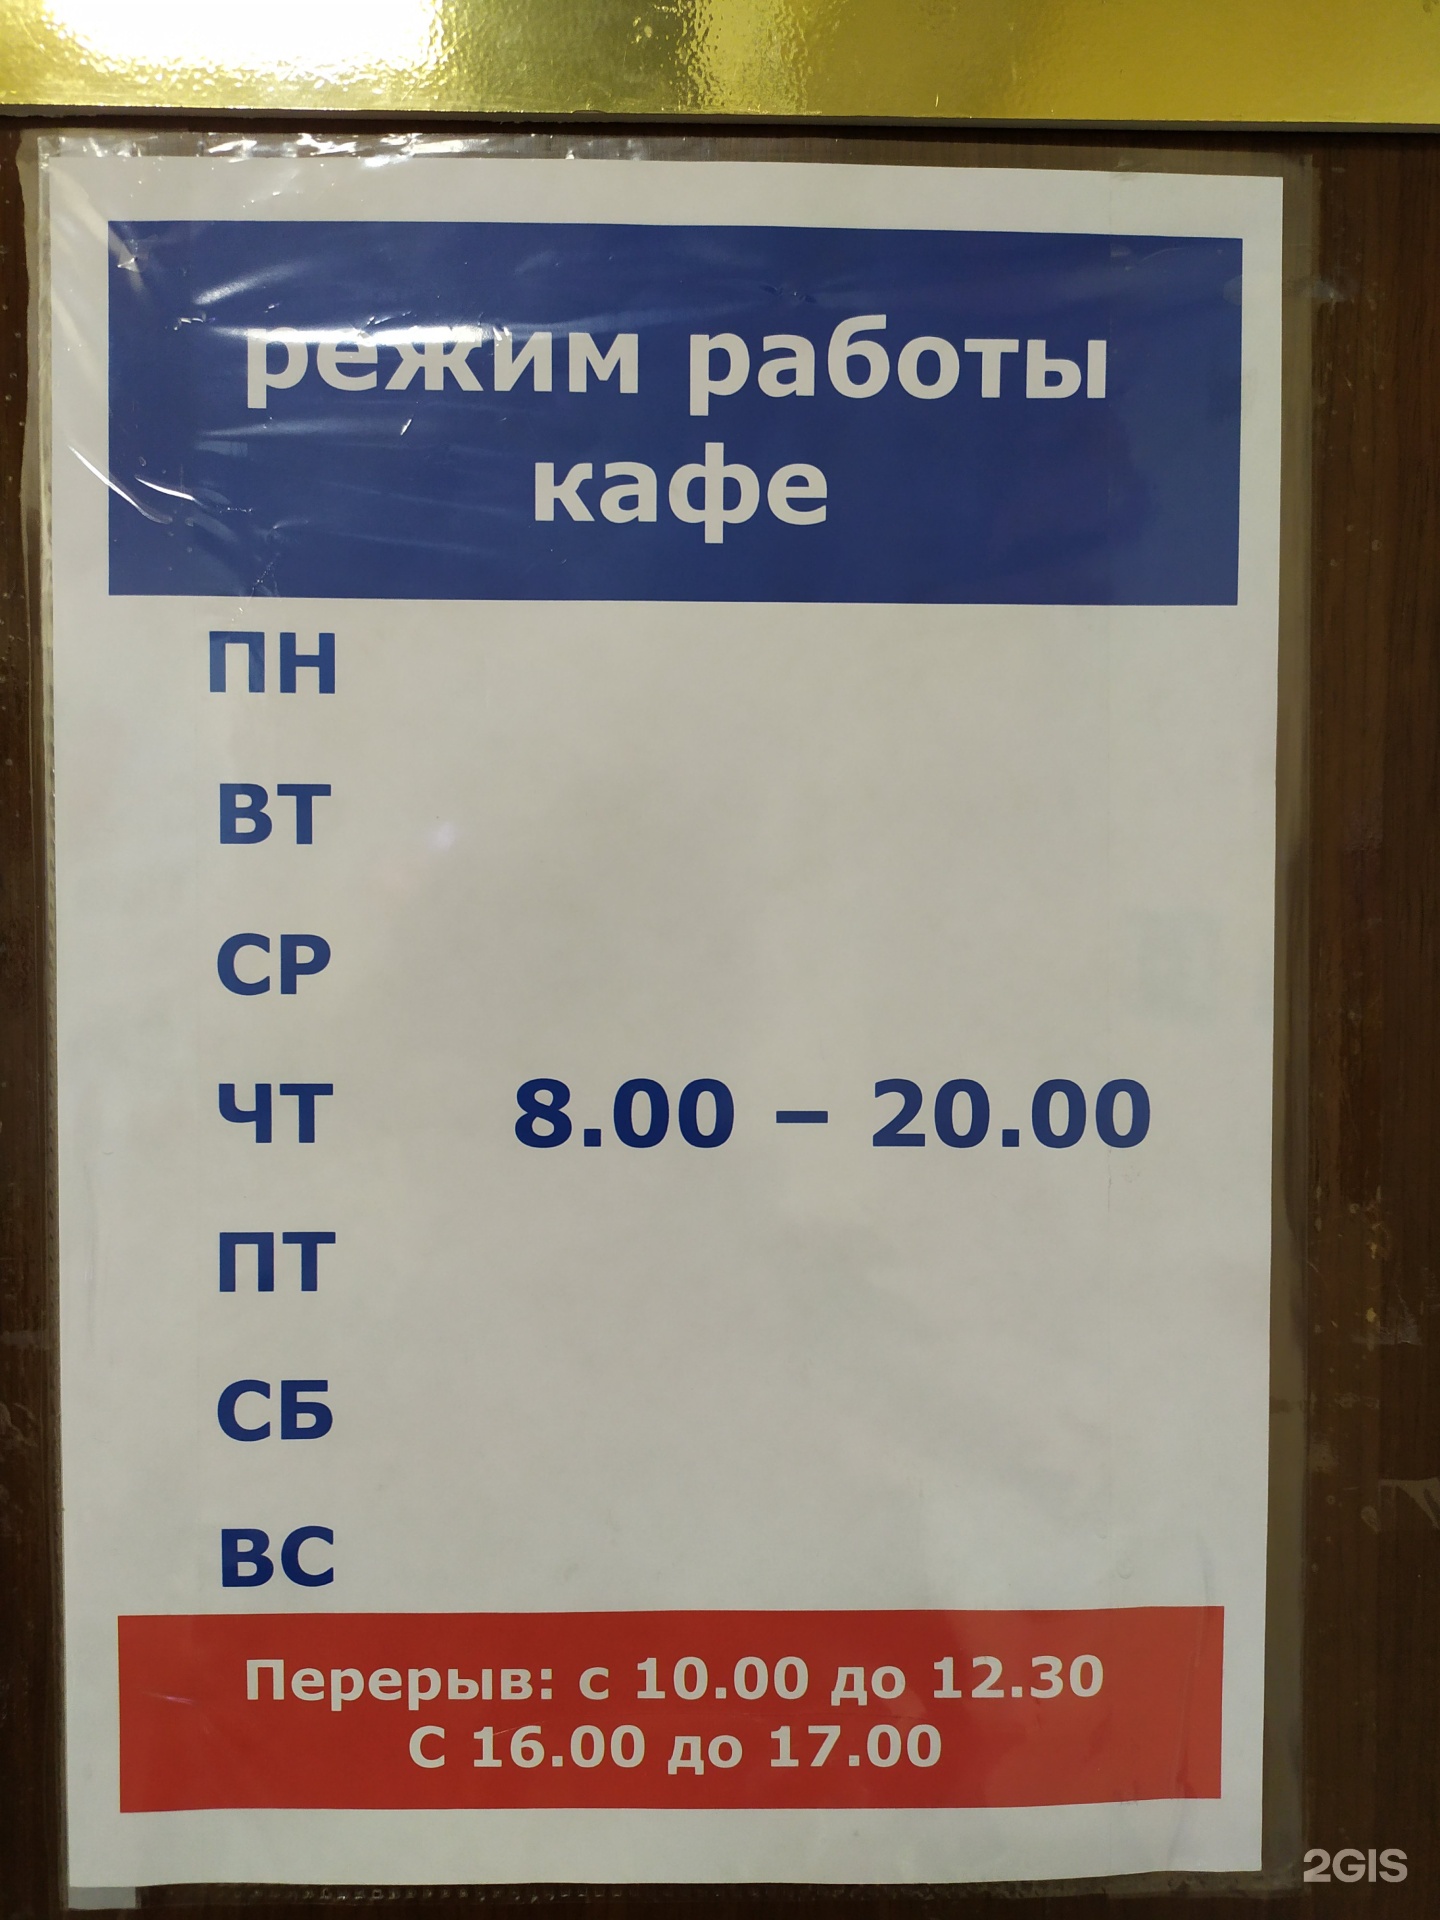 режим работы
кафе
ПН
ВТ
СР
ЧТ 8.00 – 20.00
ПТ
СБ
ВС
Перерыв: с 10.00 до 12.30
С 16.00 до 17.00
2GIS